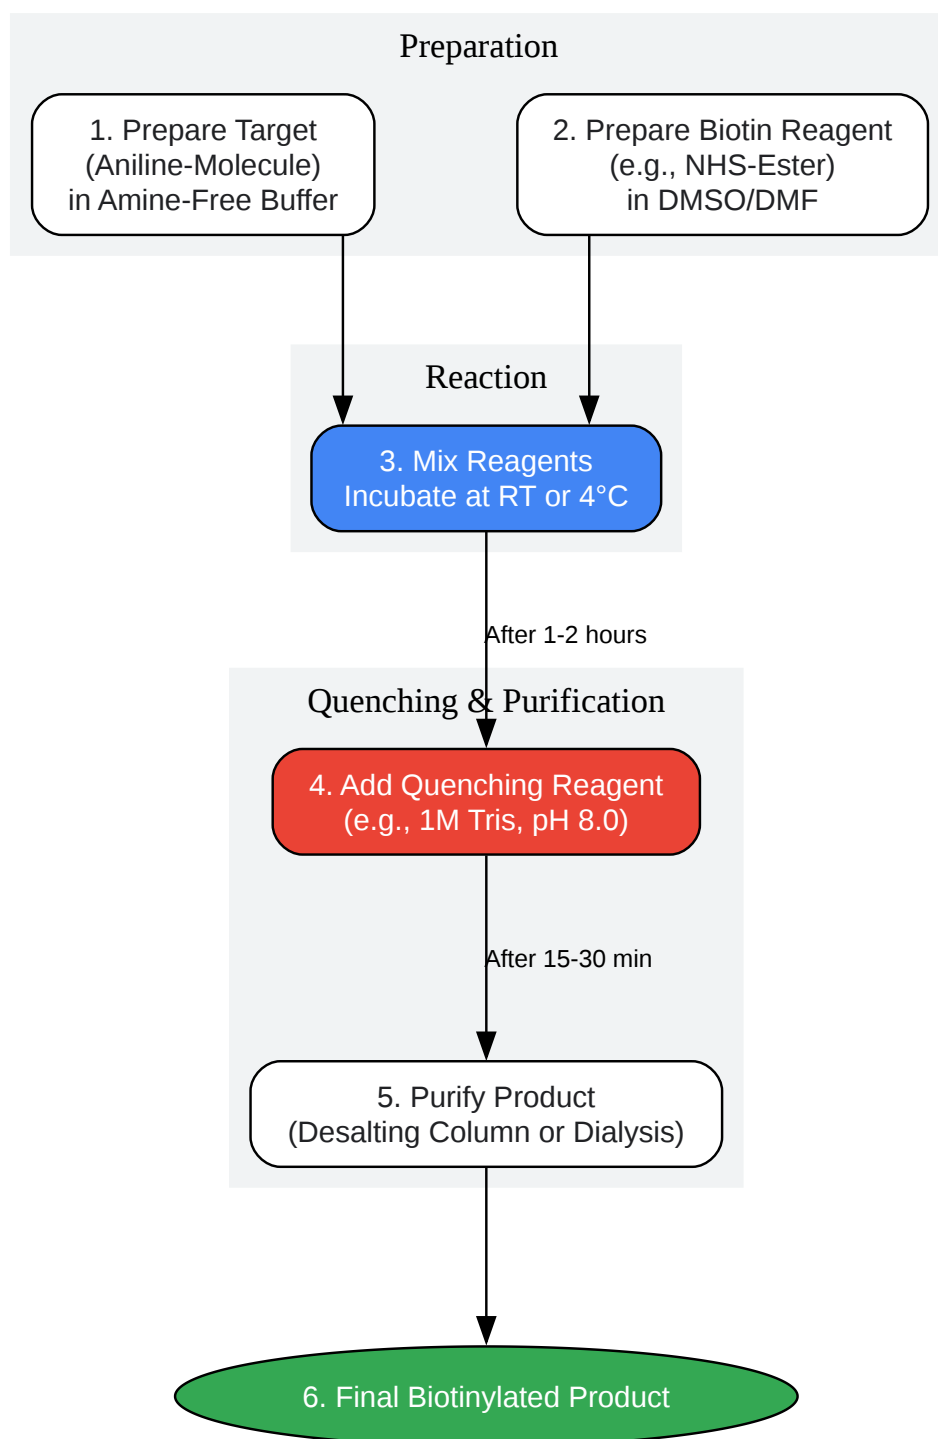 Preparation
1. Prepare Target
(Aniline-Molecule)
in Amine-Free Buffer
2. Prepare Biotin Reagent
(e.g., NHS-Ester)
in DMSO/DMF
Reaction
3. Mix Reagents
Incubate at RT or 4°C
After 1-2 hours
Quenching & Purification
4. Add Quenching Reagent
(e.g., 1M Tris, pH 8.0)
After 15-30 min
5. Purify Product
(Desalting Column or Dialysis)
6. Final Biotinylated Product